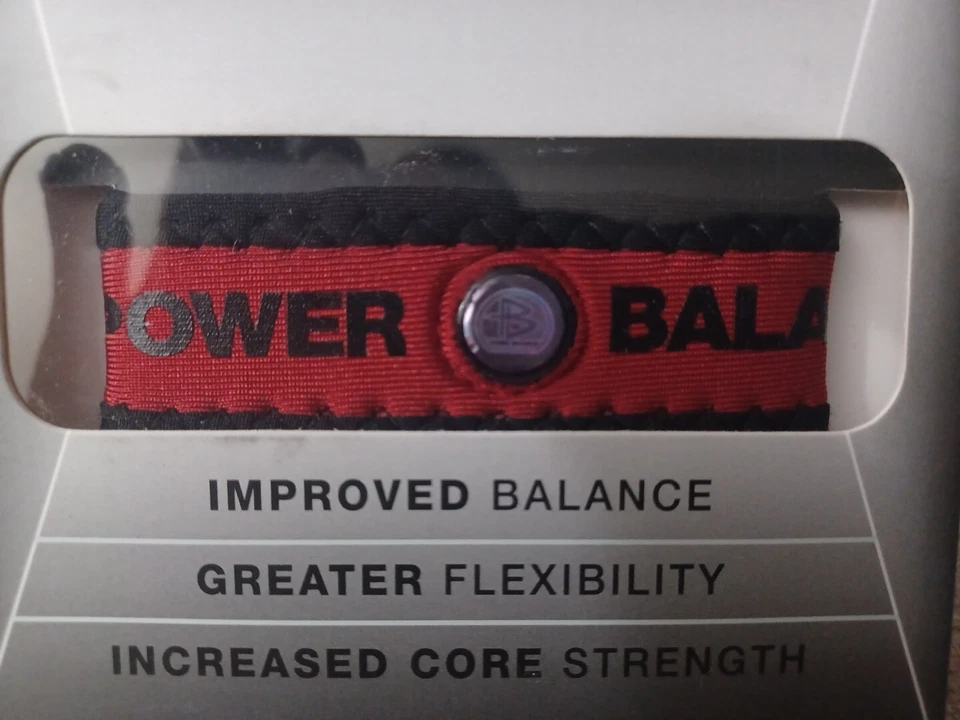 POWER BALA
IMPROVED BALANCE
GREATER FLEXIBILITY
INCREASED CORE STRENGTH